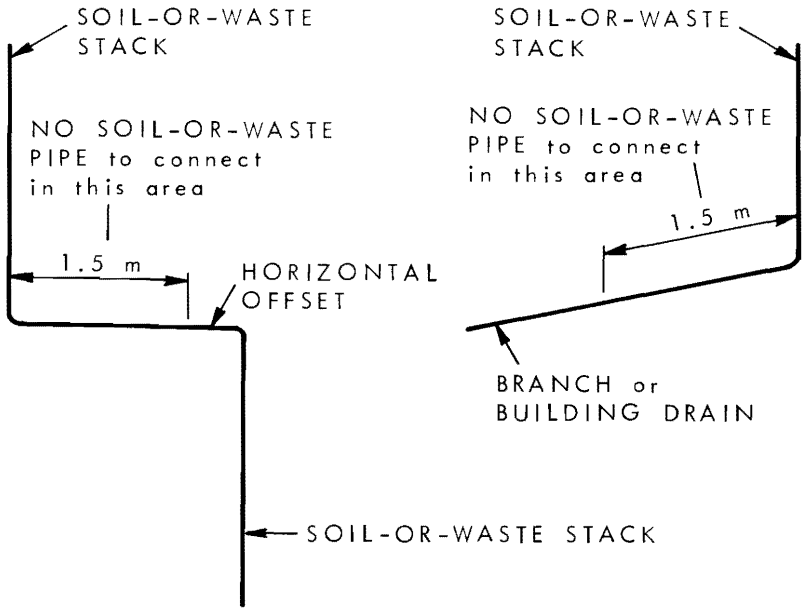 SOIL-OR-WASTE
STACK
NO SOIL-OR-WASTE
PIPE to connect
in this area
1.5 m
HORIZONTAL
OFFSET
SOIL-OR-WASTE STACK
SOIL-OR-WASTE
STACK
NO SOIL-OR-WASTE
PIPE to connect
in this area
1.5 m
BRANCH or
BUILDING DRAIN